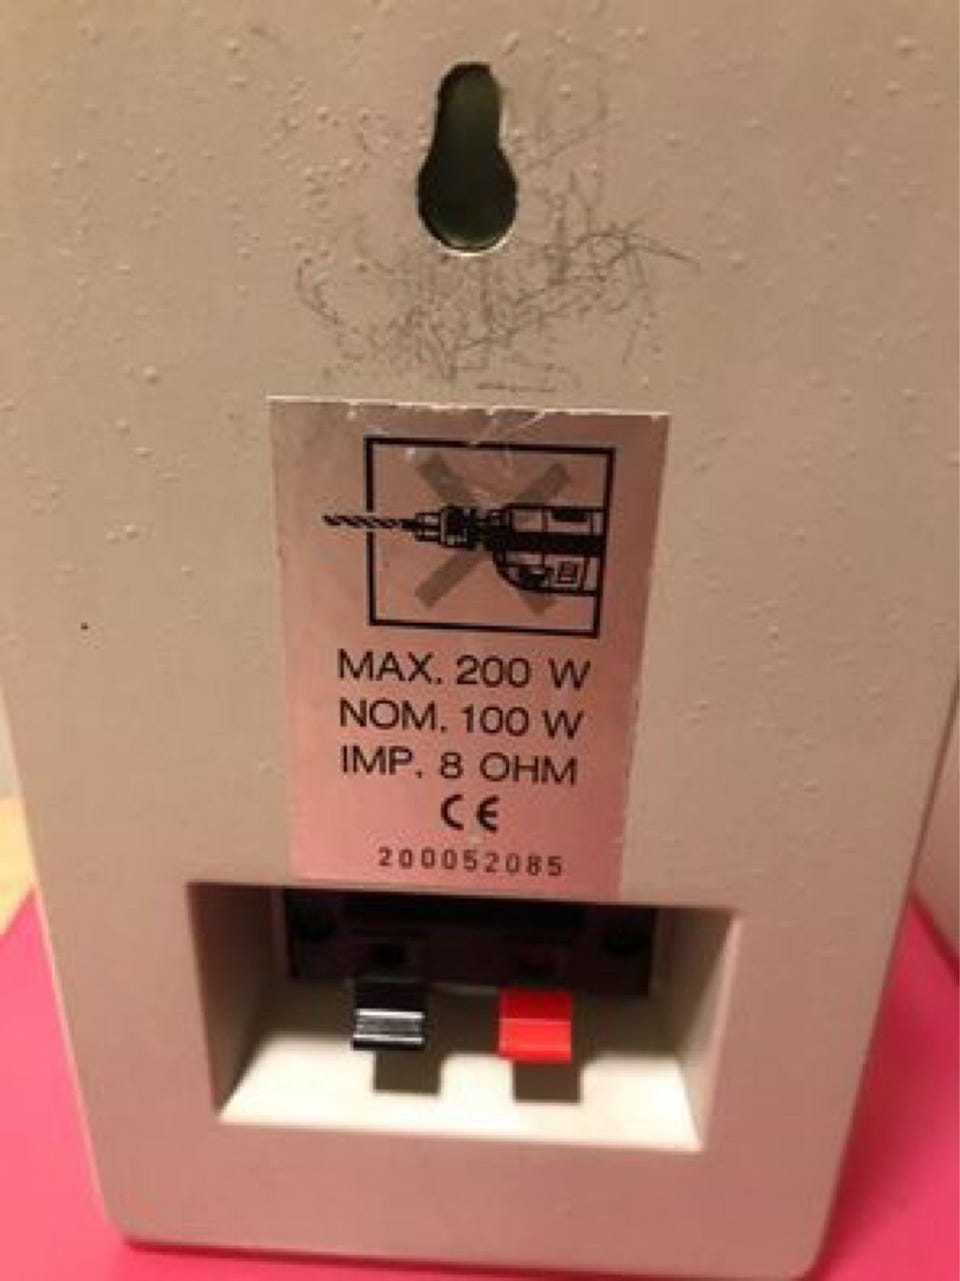 MAX. 200 W
NOM. 100 W
IMP. 8 OHM
CE
200052085